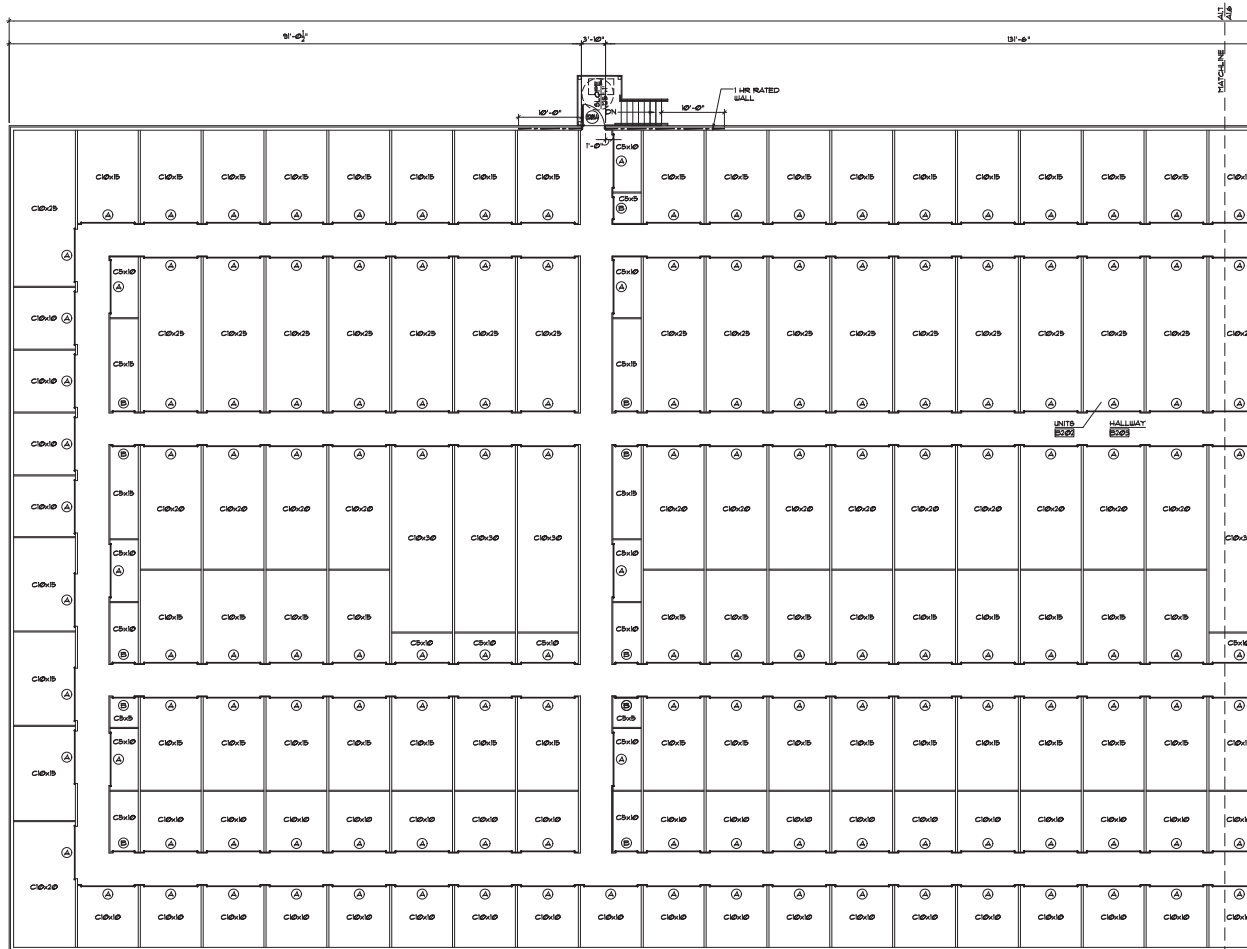 91'-0½" 3'-10" 131'-6"
MATCHLINE
SLOPE
1 HR RATED
WALL
10'-0" DN 10'-0"
1'-0"
C5x10
A
C10x15 C10x15 C10x15 C10x15 C10x15 C10x15 C10x15 C10x15 C10x15 C10x15 C10x15 C10x15 C10x15 C10x15 C10x15 C10x15 C10x15
C10x25 C5x5
B
A A A A A A A A A A A A A A A A A A
A
A A A A A A A A A A A A A A A A A
C5x10 C5x10
A A
C10x10 A
C10x25 C10x25 C10x25 C10x25 C10x25 C10x25 C10x25 C10x25 C10x25 C10x25 C10x25 C10x25 C10x25 C10x25 C10x25 C10x25
C5x15 C5x15
C10x10 A
B A A A A A A A B A A A A A A A A A A
UNITS HALLWAY
B202 B203
C10x10 A
B A A A A A A A B A A A A A A A A A A
C5x15 C5x15
C10x10 A
C10x20 C10x20 C10x20 C10x20 C10x20 C10x20 C10x20 C10x20 C10x20 C10x20 C10x20 C10x20 C10x20
C10x30 C10x30 C10x30
C5x10 C5x10
A A
C10x15
A
C10x15 C10x15 C10x15 C10x15 C10x15 C10x15 C10x15 C10x15 C10x15 C10x15 C10x15 C10x15 C10x15
C5x10 C5x10
C5x10 C5x10 C5x10
B A A A A A A A B A A A A A A A A A A
C10x15
A
B A A A A A A A B A A A A A A A A A A
C5x5 C5x5
C5x10 C10x15 C10x15 C10x15 C10x15 C10x15 C10x15 C10x15 C5x10 C10x15 C10x15 C10x15 C10x15 C10x15 C10x15 C10x15 C10x15 C10x15
A A A
C10x15
C5x10 C10x10 C10x10 C10x10 C10x10 C10x10 C10x10 C10x10 C5x10 C10x10 C10x10 C10x10 C10x10 C10x10 C10x10 C10x10 C10x10 C10x10
B A A A A A A A B A A A A A A A A A A
A
C10x20
A A A A A A A A A A A A A A A A A A A
C10x10 C10x10 C10x10 C10x10 C10x10 C10x10 C10x10 C10x10 C10x10 C10x10 C10x10 C10x10 C10x10 C10x10 C10x10 C10x10 C10x10 C10x10